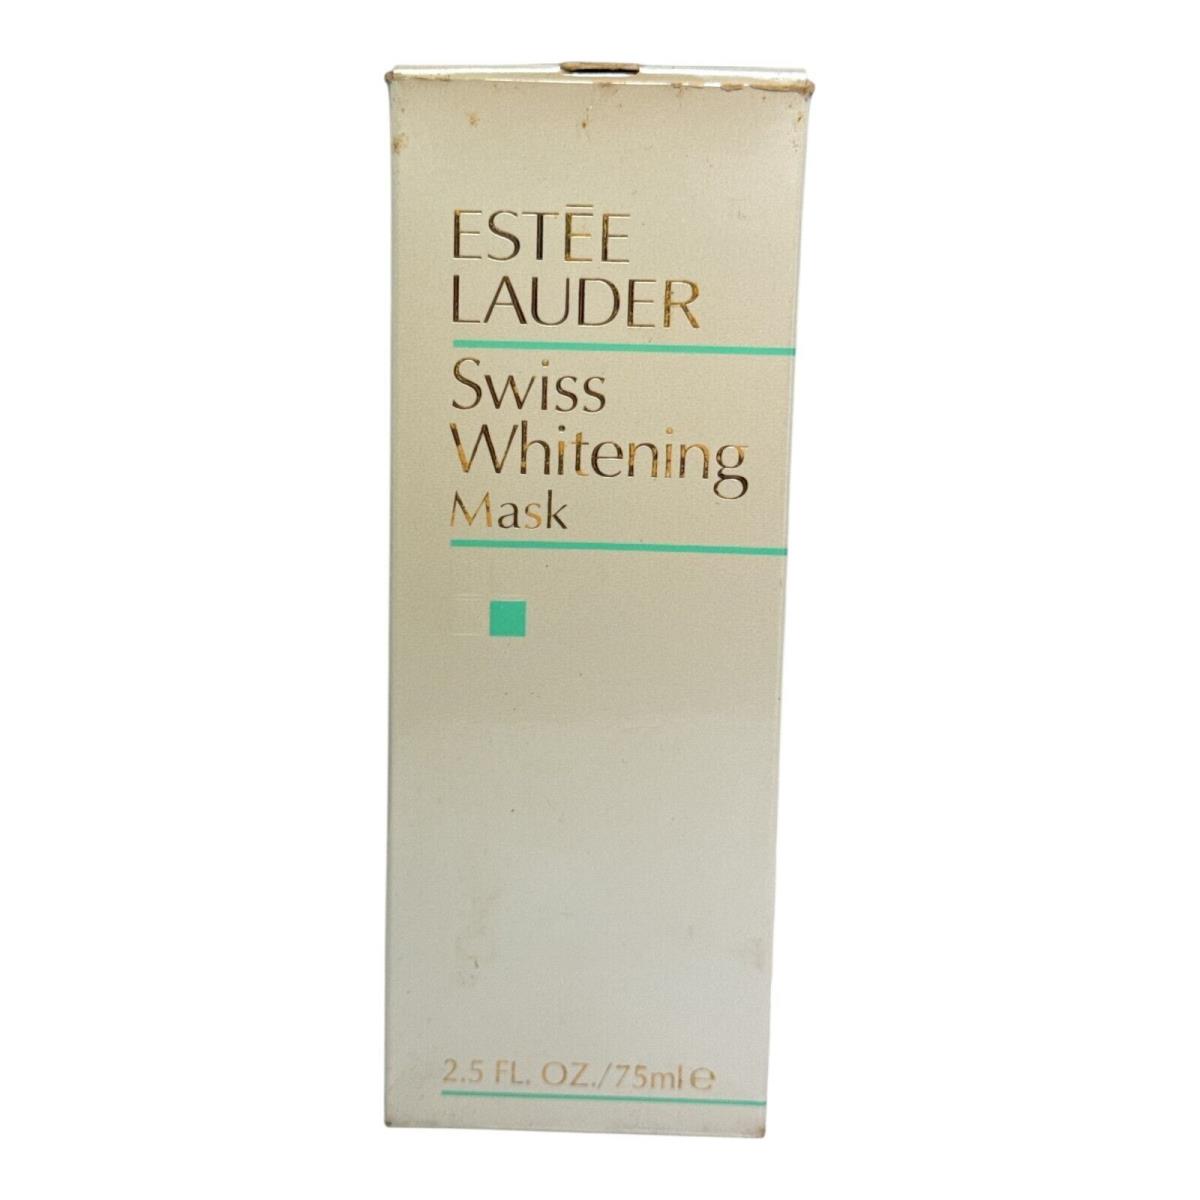 ESTĒE
LAUDER
Swiss
Whitening
Mask
2.5 FL. OZ./75ml ℮